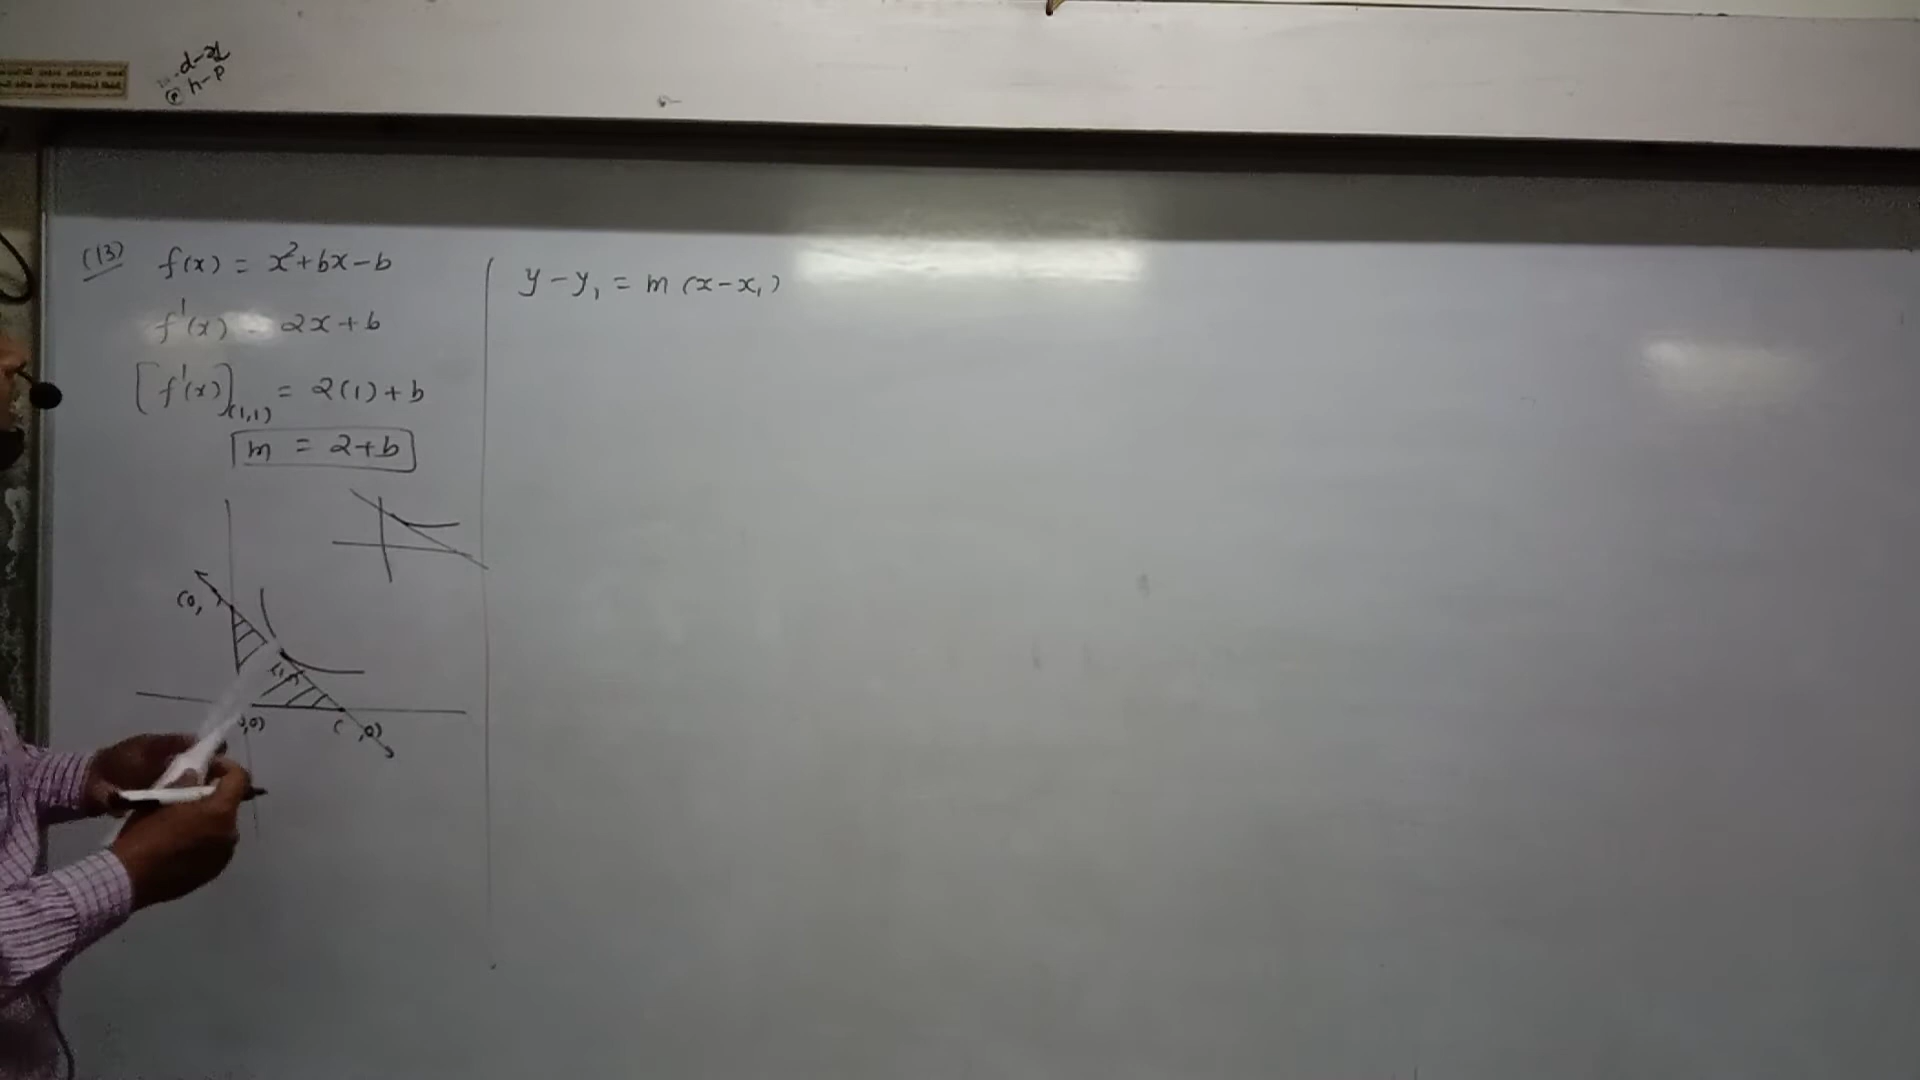 (13) f(x) = x²+bx-b
f'(x) = 2x+b
[f'(x)](1,1) = 2(1)+b
m = 2+b
(0, )
(1,1)
,0)
( ,0)
y-y₁ = m(x-x₁)